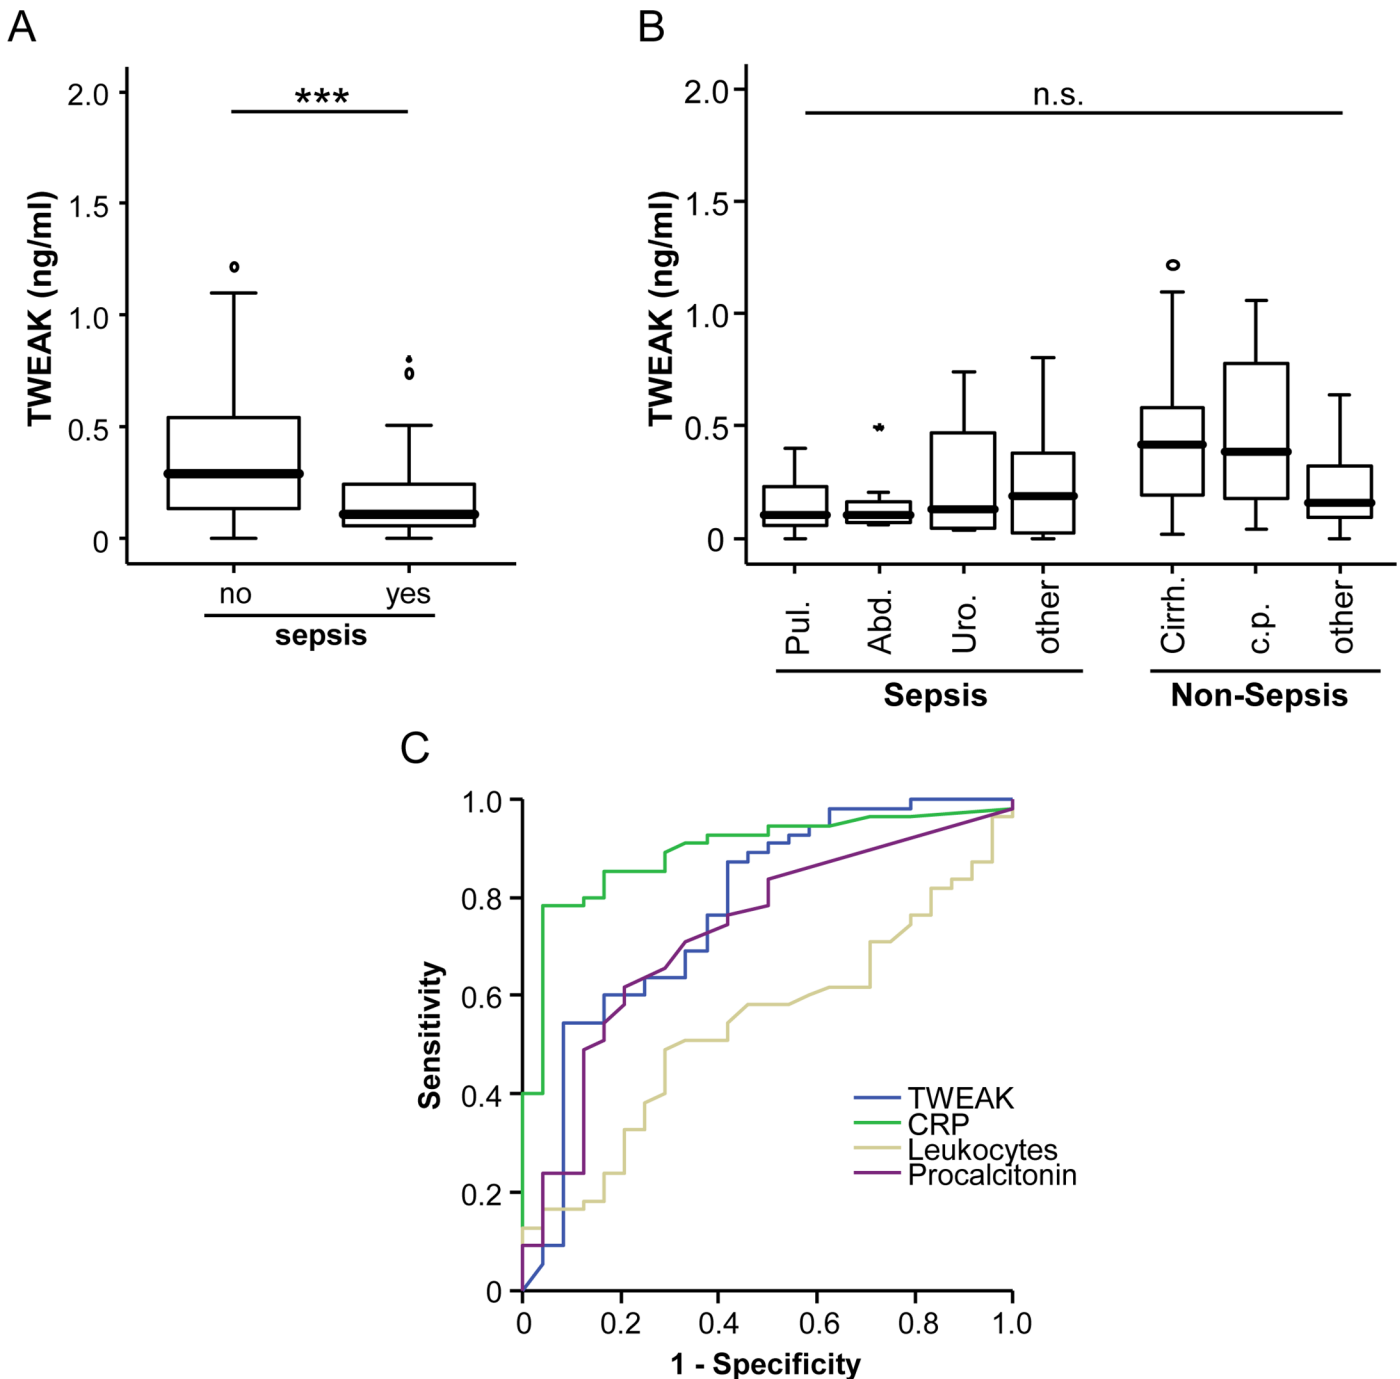 A
TWEAK (ng/ml)
2.0
1.5
1.0
0.5
0
***
no yes
sepsis
B
TWEAK (ng/ml)
2.0
1.5
1.0
0.5
0
n.s.
*
Pul. Abd. Uro. other Cirrh. c.p. other
Sepsis Non-Sepsis
C
Sensitivity
1.0
0.8
0.6
0.4
0.2
0
TWEAK
CRP
Leukocytes
Procalcitonin
0 0.2 0.4 0.6 0.8 1.0
1 - Specificity